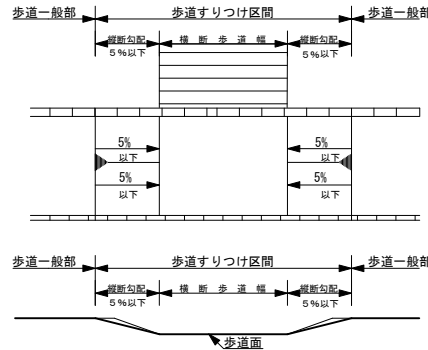 歩道一般部 歩道すりつけ区間 歩道一般部
縦断勾配 横断歩道幅 縦断勾配
5%以下 5%以下
5% 5%
以下 以下
5% 5%
以下 以下
歩道一般部 歩道すりつけ区間 歩道一般部
縦断勾配 横断歩道幅 縦断勾配
5%以下 5%以下
歩道面